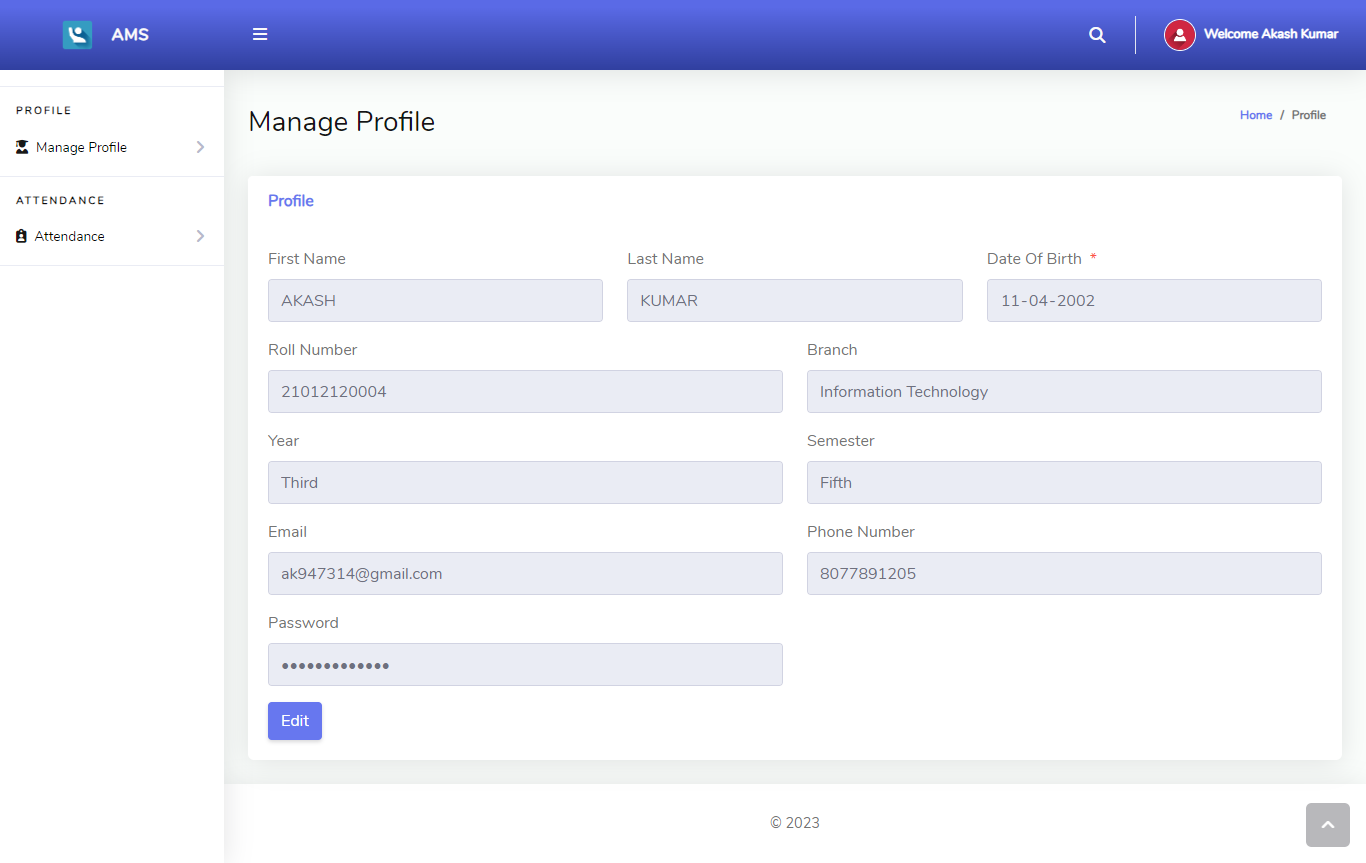 AMS
Welcome Akash Kumar
PROFILE
Manage Profile
ATTENDANCE
Attendance
Manage Profile
Home / Profile
Profile
First Name
Last Name
Date Of Birth *
AKASH
KUMAR
11-04-2002
Roll Number
Branch
21012120004
Information Technology
Year
Semester
Third
Fifth
Email
Phone Number
ak947314@gmail.com
8077891205
Password
•••••••••••••
Edit
© 2023